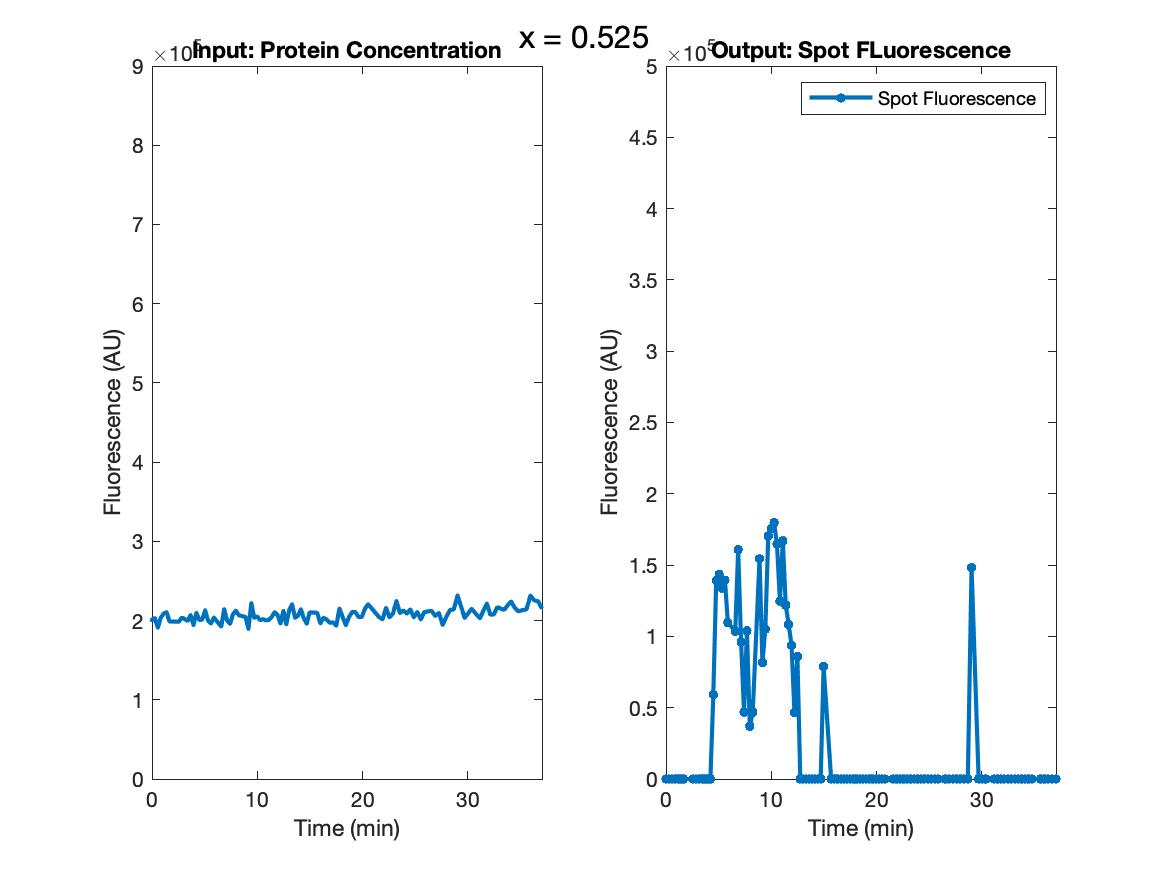 x = 0.525
×10⁵
Input: Protein Concentration
9
8
7
6
5
4
3
2
1
0
Fluorescence (AU)
0 10 20 30
Time (min)
×10⁵
Output: Spot FLuorescence
Spot Fluorescence
5
4.5
4
3.5
3
2.5
2
1.5
1
0.5
0
Fluorescence (AU)
0 10 20 30
Time (min)